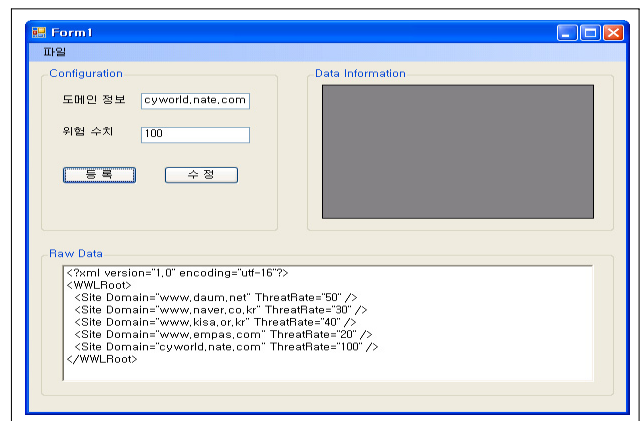 Form1
파일
Configuration
도메인 정보 cyworld.nate.com
위험 수치 100
등 록 수 정
Data Information
Raw Data
<?xml version="1.0" encoding="utf-16"?>
<WWLRoot>
<Site Domain="www.daum.net" ThreatRate="50" />
<Site Domain="www.naver.co.kr" ThreatRate="30" />
<Site Domain="www.kisa.or.kr" ThreatRate="40" />
<Site Domain="www.empas.com" ThreatRate="20" />
<Site Domain="cyworld.nate.com" ThreatRate="100" />
</WWLRoot>